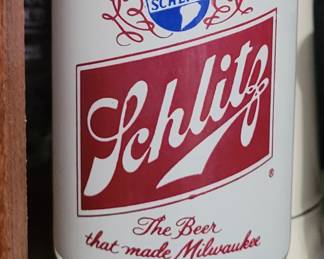 Schlitz
®
The Beer
that made Milwaukee